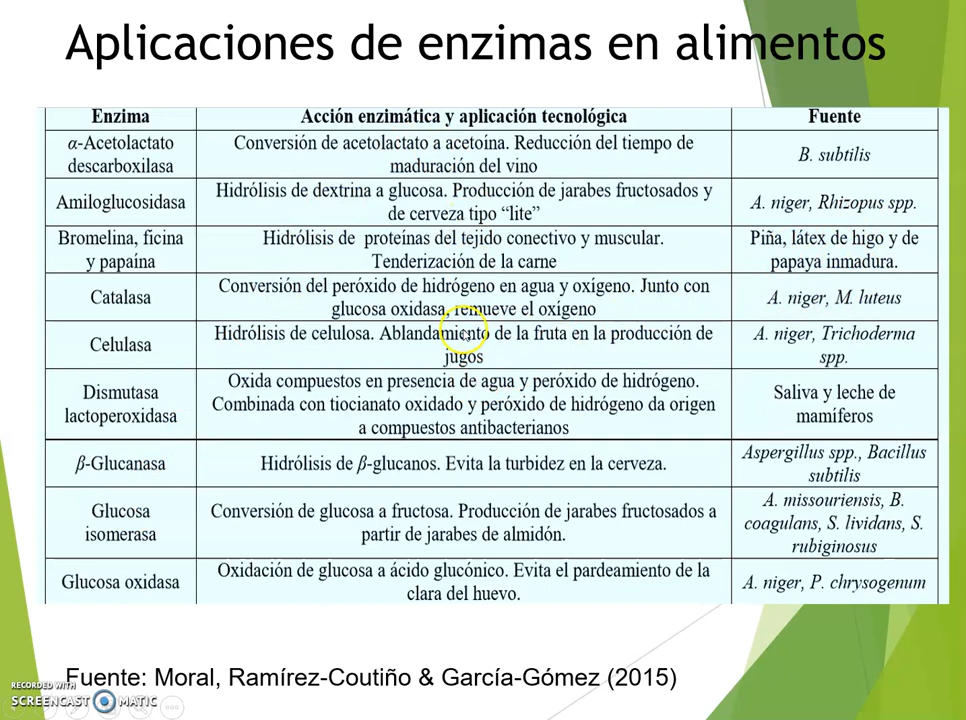 Aplicaciones de enzimas en alimentos
Enzima Acción enzimática y aplicación tecnológica Fuente
α-Acetolactato descarboxilasa Conversión de acetolactato a acetoína. Reducción del tiempo de maduración del vino B. subtilis
Amiloglucosidasa Hidrólisis de dextrina a glucosa. Producción de jarabes fructosados y de cerveza tipo “lite” A. niger, Rhizopus spp.
Bromelina, ficina y papaína Hidrólisis de proteínas del tejido conectivo y muscular. Tenderización de la carne Piña, látex de higo y de papaya inmadura.
Catalasa Conversión del peróxido de hidrógeno en agua y oxígeno. Junto con glucosa oxidasa, remueve el oxígeno A. niger, M. luteus
Celulasa Hidrólisis de celulosa. Ablandamiento de la fruta en la producción de jugos A. niger, Trichoderma spp.
Dismutasa lactoperoxidasa Oxida compuestos en presencia de agua y peróxido de hidrógeno. Combinada con tiocianato oxidado y peróxido de hidrógeno da origen a compuestos antibacterianos Saliva y leche de mamíferos
β-Glucanasa Hidrólisis de β-glucanos. Evita la turbidez en la cerveza. Aspergillus spp., Bacillus subtilis
Glucosa isomerasa Conversión de glucosa a fructosa. Producción de jarabes fructosados a partir de jarabes de almidón. A. missouriensis, B. coagulans, S. lividans, S. rubiginosus
Glucosa oxidasa Oxidación de glucosa a ácido glucónico. Evita el pardeamiento de la clara del huevo. A. niger, P. chrysogenum
Fuente: Moral, Ramírez-Coutiño & García-Gómez (2015)
RECORDED WITH
SCREENCAST MATIC